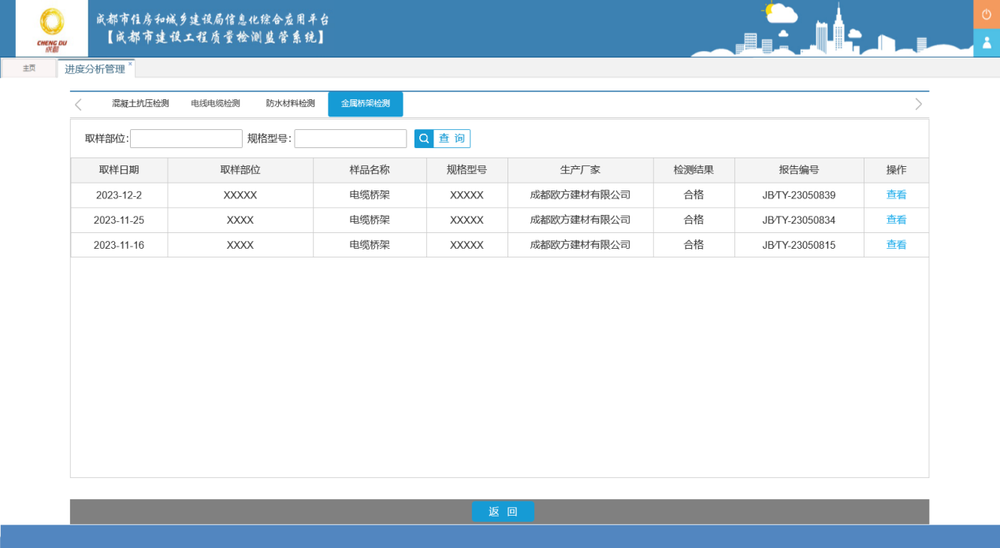 CHENG DU
成都
成都市住房和城乡建设局信息化综合应用平台
【成都市建设工程质量检测监管系统】
主页 进度分析管理 ×
混凝土抗压检测 电线电缆检测 防水材料检测 金属桥架检测
取样部位: 规格型号: 查 询
取样日期 取样部位 样品名称 规格型号 生产厂家 检测结果 报告编号 操作
2023-12-2 XXXXX 电缆桥架 XXXXX 成都欧方建材有限公司 合格 JB∕TY-23050839 查看
2023-11-25 XXXX 电缆桥架 XXXXX 成都欧方建材有限公司 合格 JB∕TY-23050834 查看
2023-11-16 XXXX 电缆桥架 XXXXX 成都欧方建材有限公司 合格 JB∕TY-23050815 查看
返 回